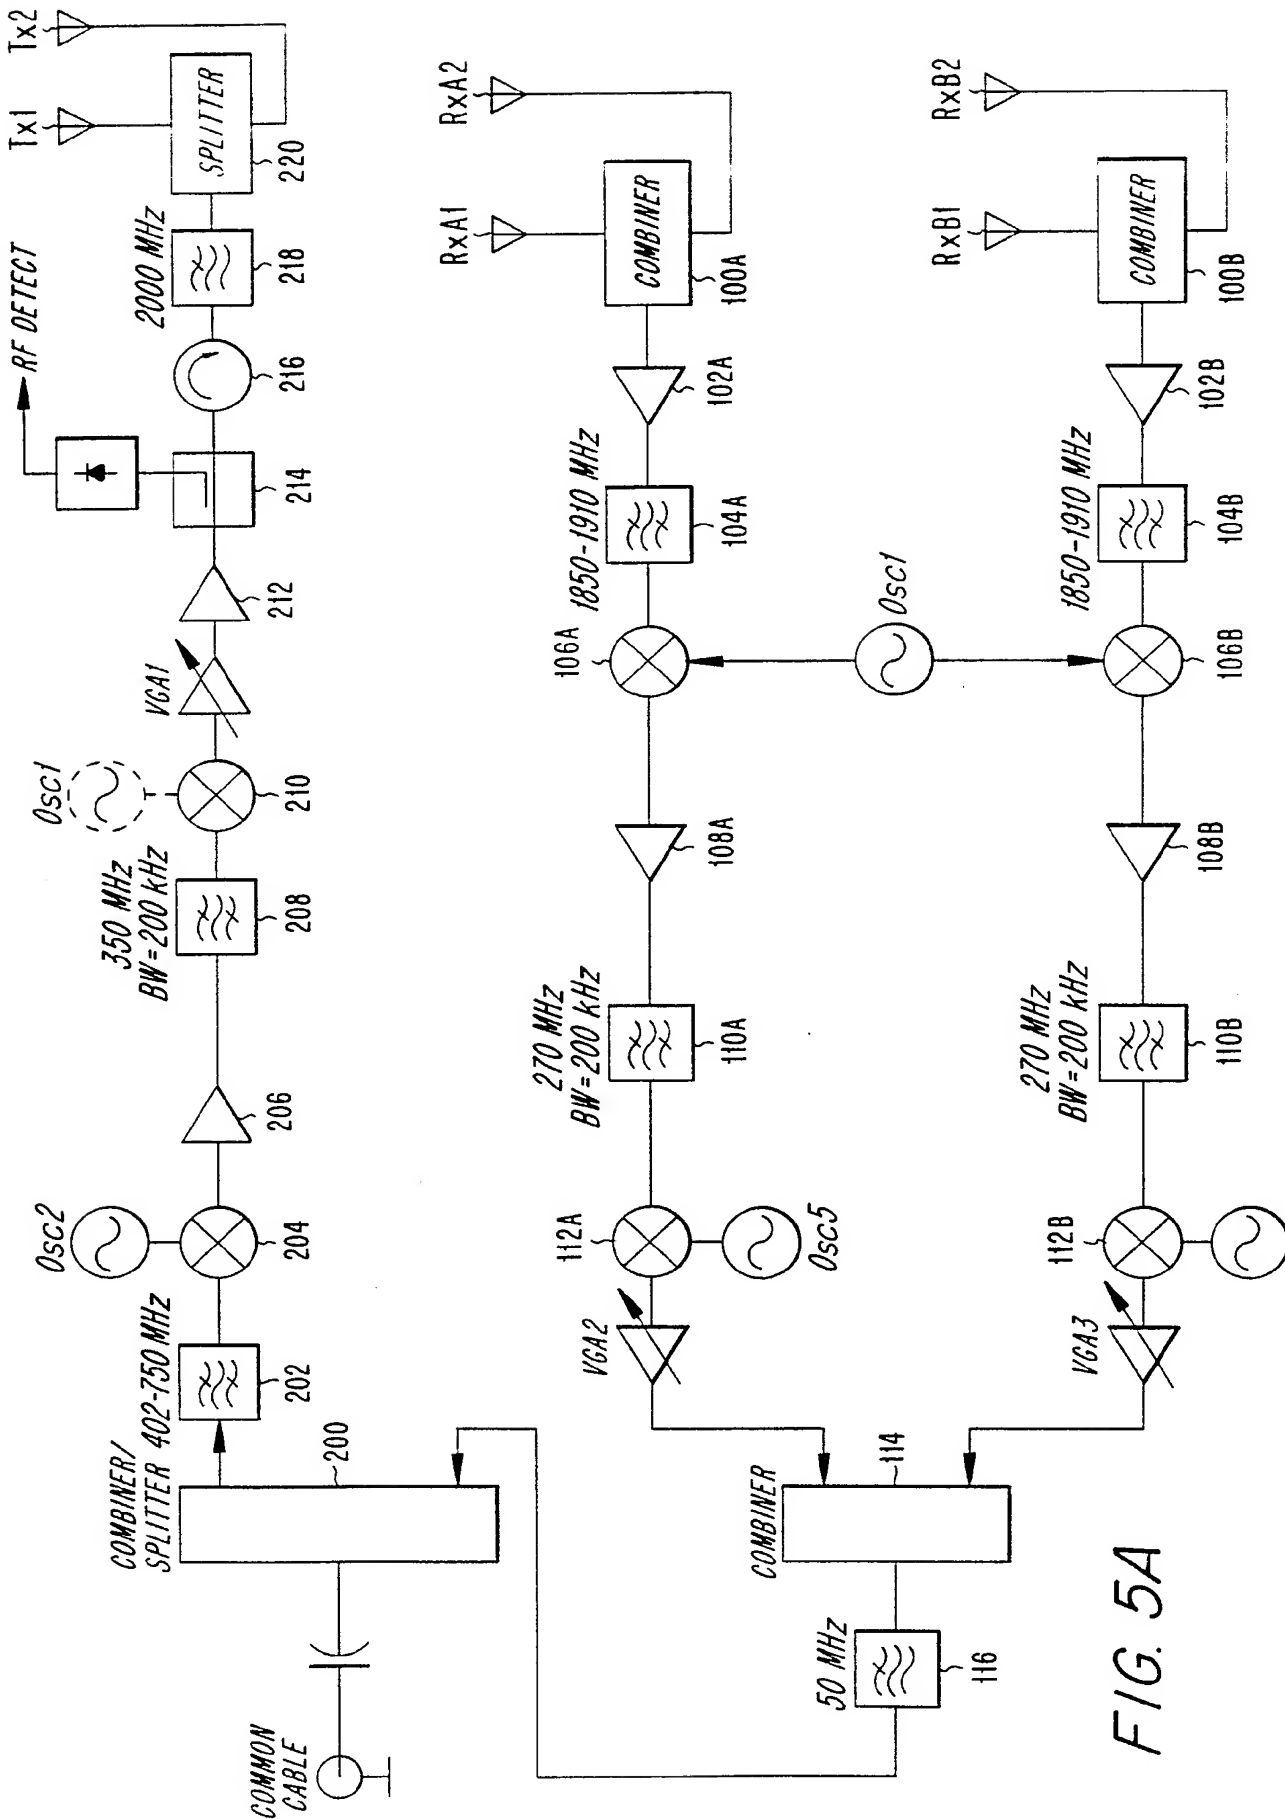 COMMON
CABLE
COMBINER/
SPLITTER
200
402-750 MHz
202
Osc2
204
206
350 MHz
BW=200 kHz
208
Osc1
210
VGA1
212
214
RF DETECT
216
2000 MHz
218
SPLITTER
220
Tx1
Tx2
RxA1
RxA2
COMBINER
100A
102A
1850-1910 MHz
104A
106A
Osc1
108A
270 MHz
BW=200 kHz
110A
112A
Osc5
VGA2
RxB1
RxB2
COMBINER
100B
102B
1850-1910 MHz
104B
106B
108B
270 MHz
BW=200 kHz
110B
112B
VGA3
COMBINER
114
50 MHz
116
FIG. 5A